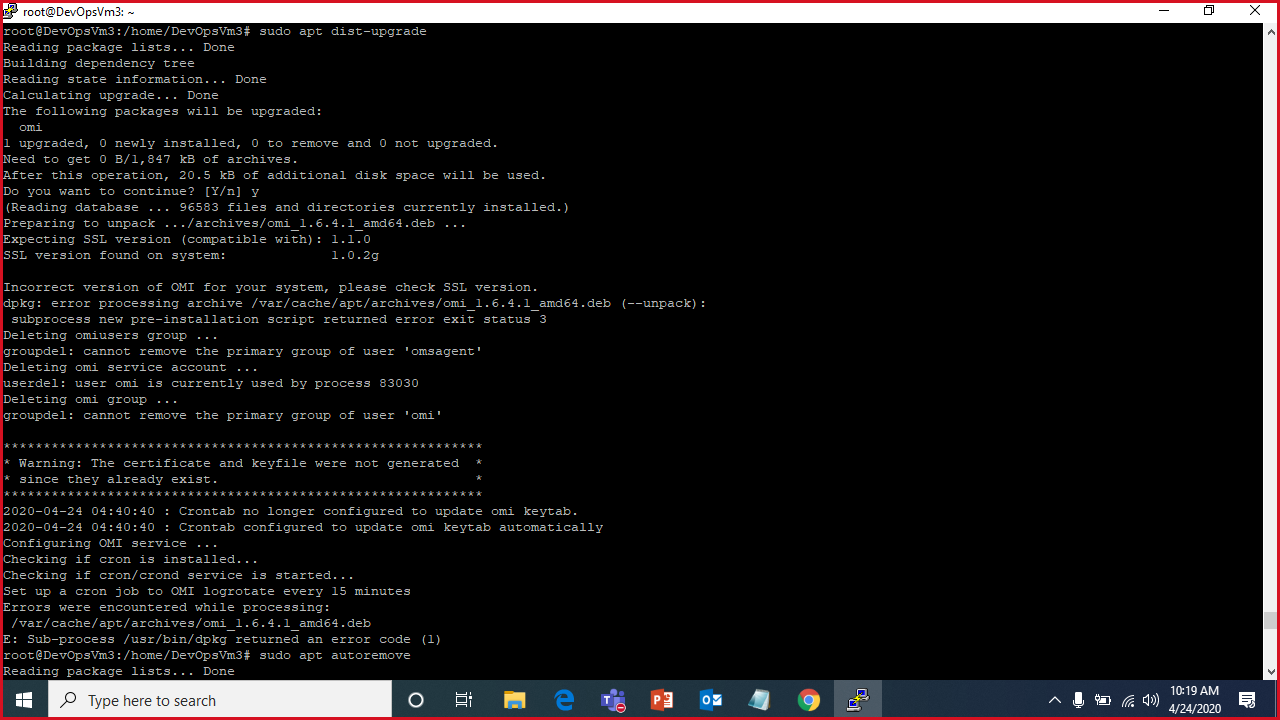 root@DevOpsVm3: ~
root@DevOpsVm3:/home/DevOpsVm3# sudo apt dist-upgrade
Reading package lists... Done
Building dependency tree
Reading state information... Done
Calculating upgrade... Done
The following packages will be upgraded:
  omi
1 upgraded, 0 newly installed, 0 to remove and 0 not upgraded.
Need to get 0 B/1,847 kB of archives.
After this operation, 20.5 kB of additional disk space will be used.
Do you want to continue? [Y/n] y
(Reading database ... 96583 files and directories currently installed.)
Preparing to unpack .../archives/omi_1.6.4.1_amd64.deb ...
Expecting SSL version (compatible with): 1.1.0
SSL version found on system:             1.0.2g
Incorrect version of OMI for your system, please check SSL version.
dpkg: error processing archive /var/cache/apt/archives/omi_1.6.4.1_amd64.deb (--unpack):
 subprocess new pre-installation script returned error exit status 3
Deleting omiusers group ...
groupdel: cannot remove the primary group of user 'omsagent'
Deleting omi service account ...
userdel: user omi is currently used by process 83030
Deleting omi group ...
groupdel: cannot remove the primary group of user 'omi'
************************************************************
* Warning: The certificate and keyfile were not generated  *
* since they already exist.                                *
************************************************************
2020-04-24 04:40:40 : Crontab no longer configured to update omi keytab.
2020-04-24 04:40:40 : Crontab configured to update omi keytab automatically
Configuring OMI service ...
Checking if cron is installed...
Checking if cron/crond service is started...
Set up a cron job to OMI logrotate every 15 minutes
Errors were encountered while processing:
 /var/cache/apt/archives/omi_1.6.4.1_amd64.deb
E: Sub-process /usr/bin/dpkg returned an error code (1)
root@DevOpsVm3:/home/DevOpsVm3# sudo apt autoremove
Reading package lists... Done
Type here to search
10:19 AM
4/24/2020